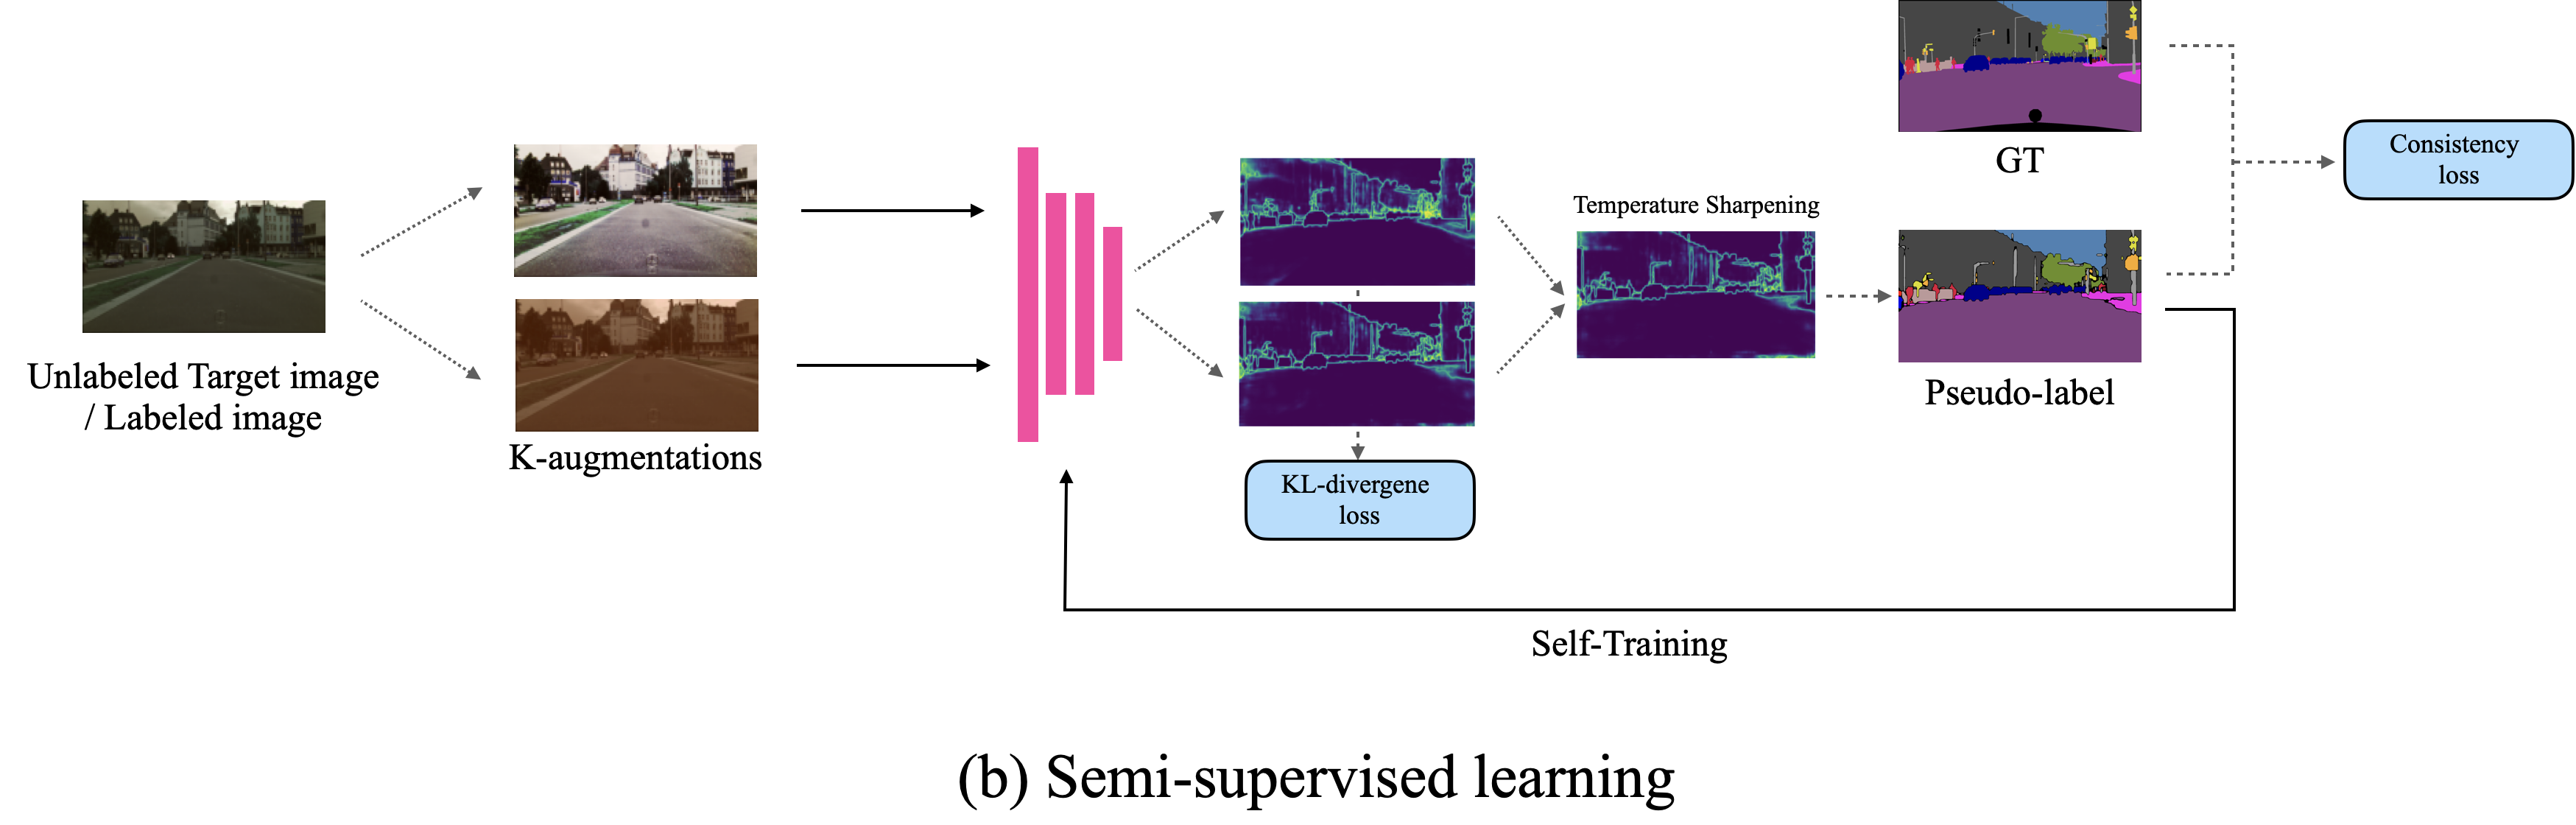 Unlabeled Target image
/ Labeled image
K-augmentations
KL-divergene
loss
Temperature Sharpening
GT
Pseudo-label
Consistency
loss
Self-Training
(b) Semi-supervised learning